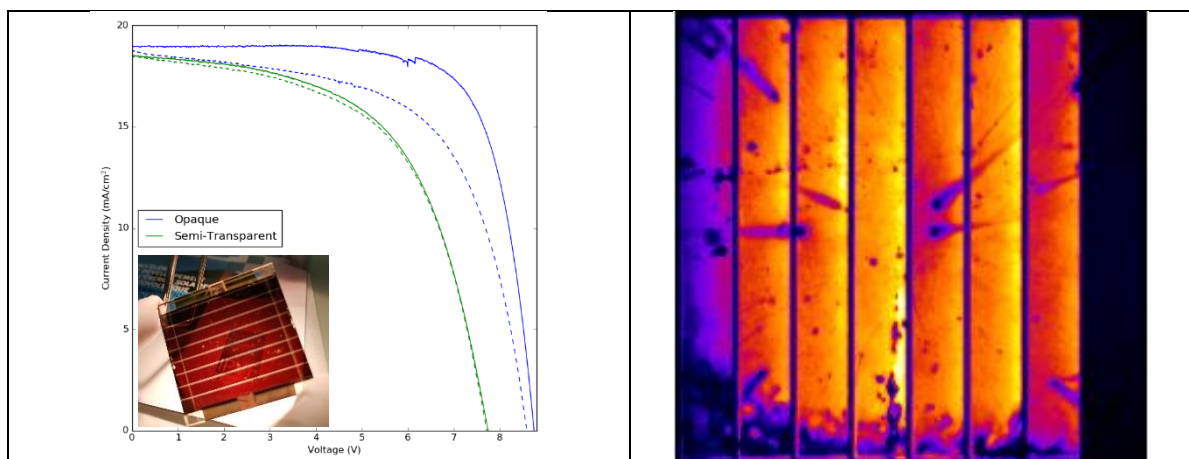 20
15
10
5
0
Current Density (mA/cm²)
Opaque
Semi-Transparent
0 1 2 3 4 5 6 7 8
Voltage (V)